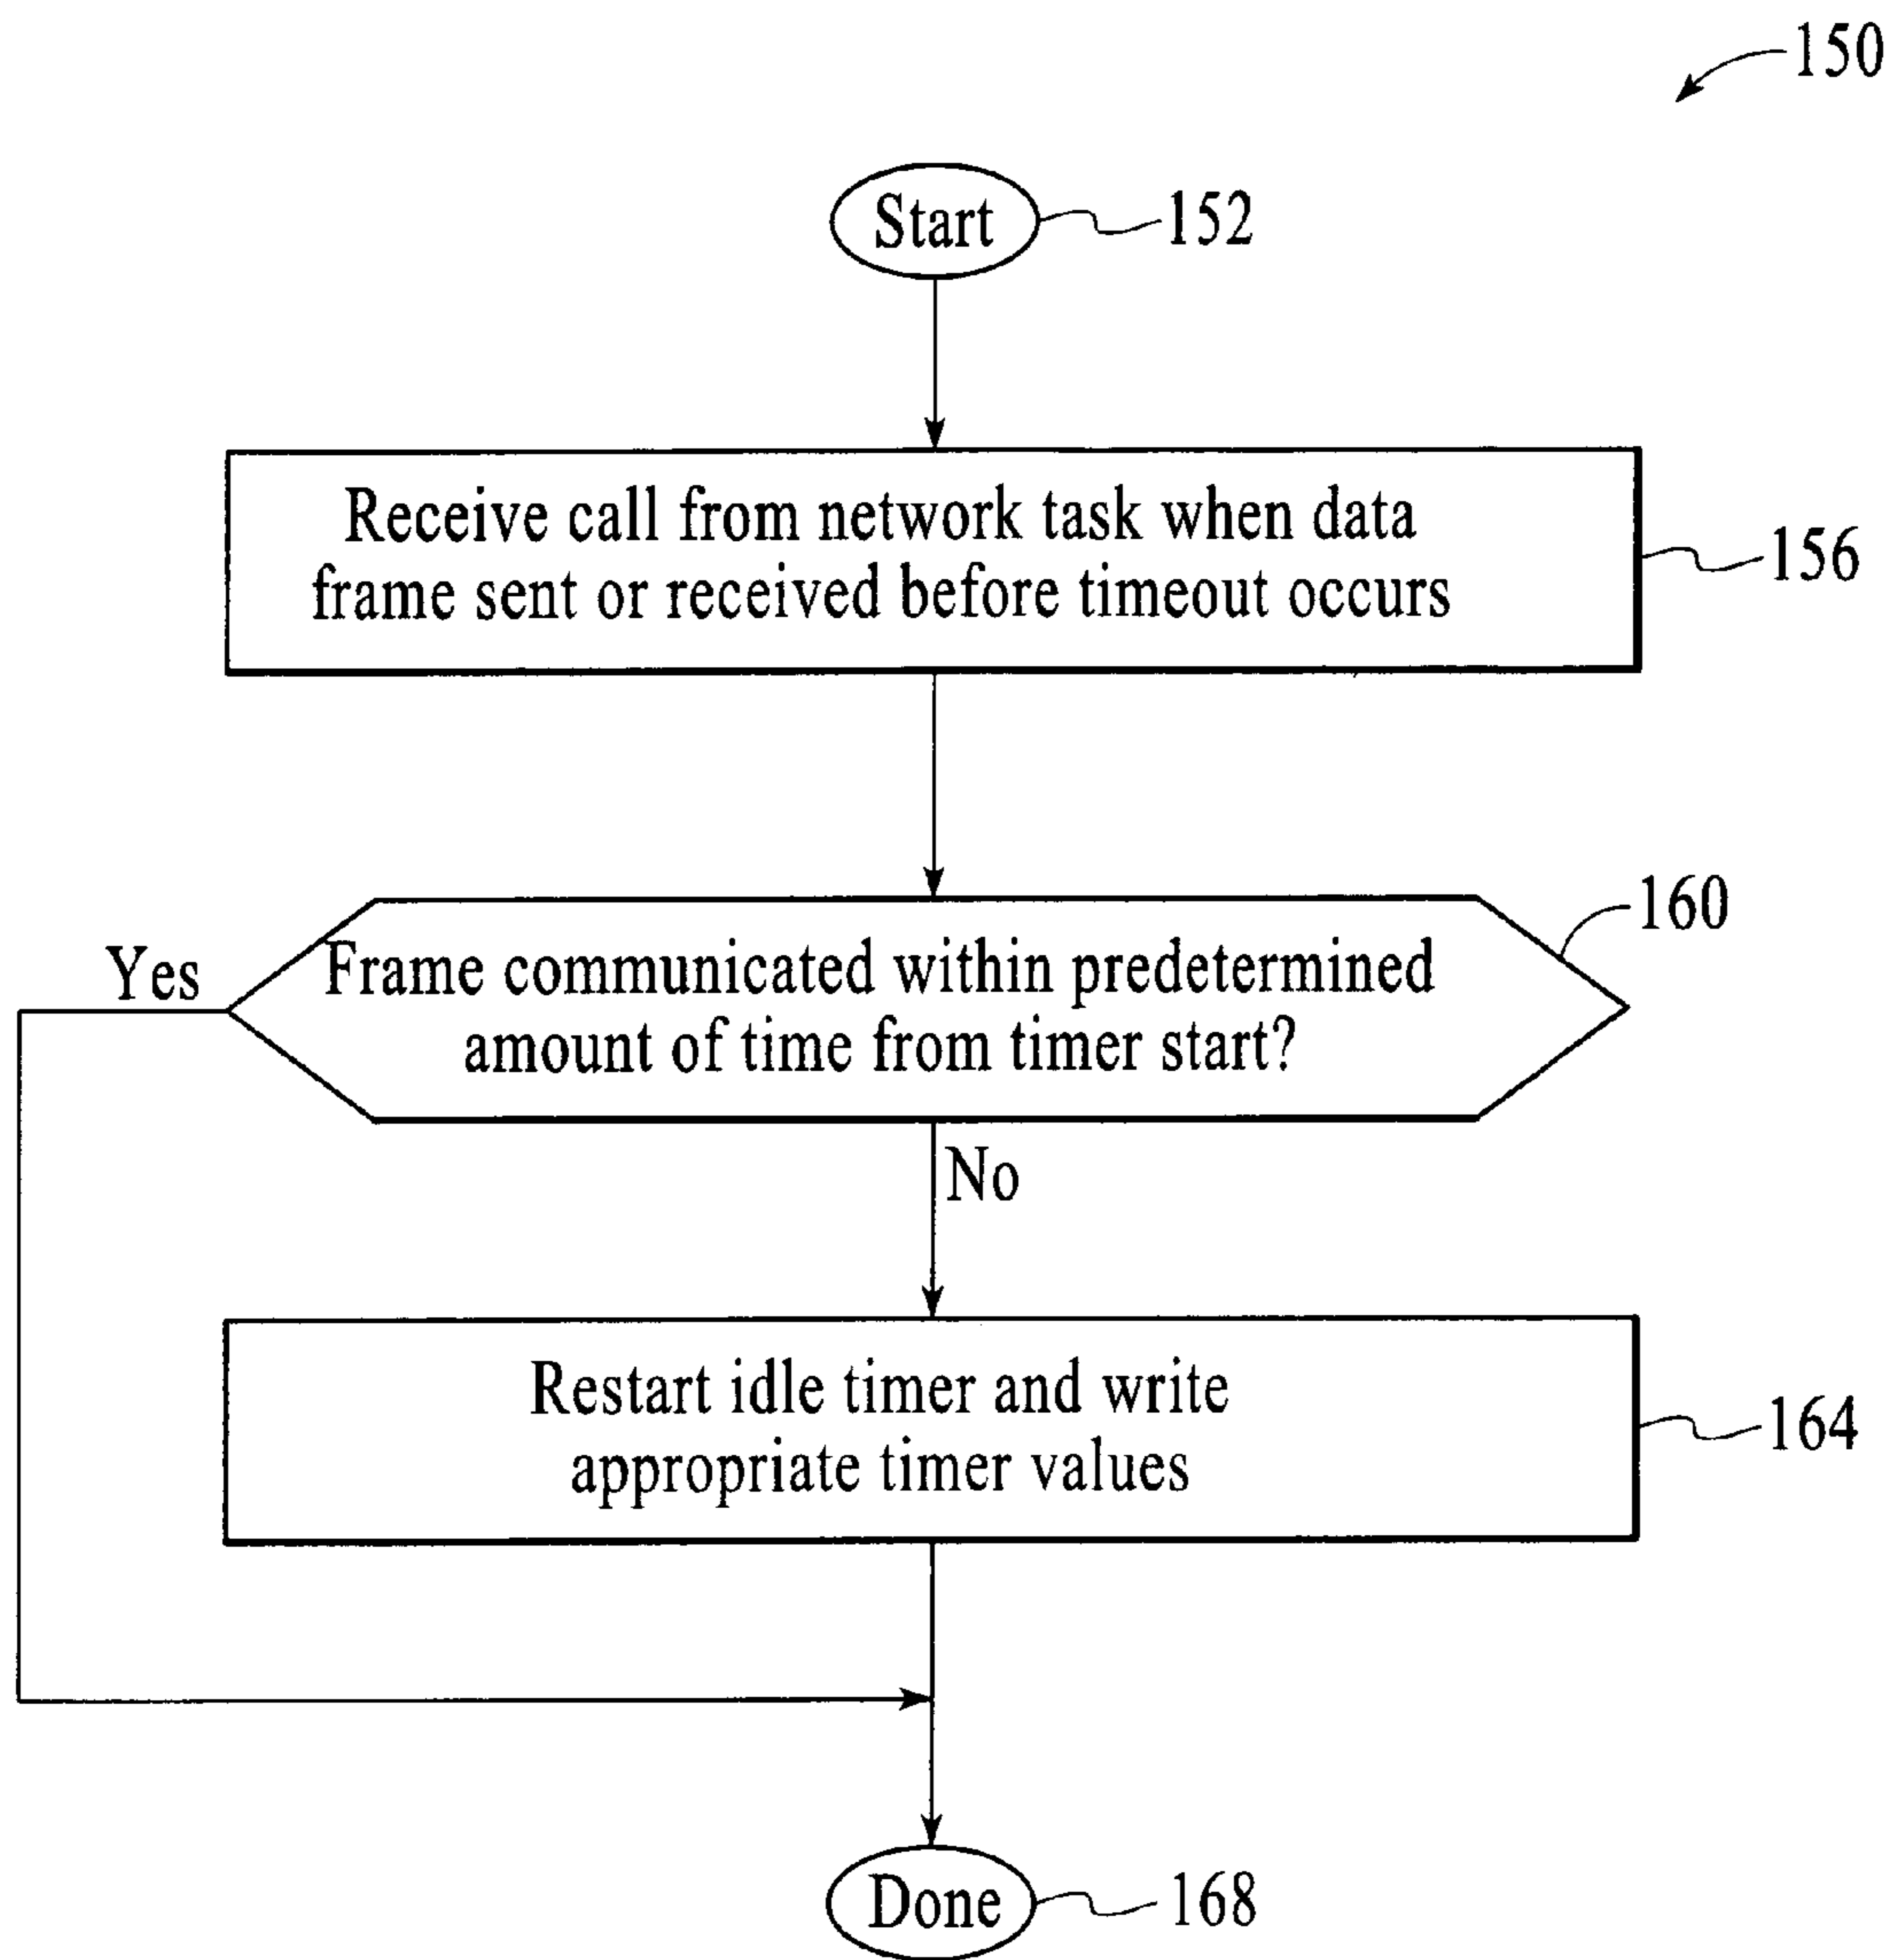 150
Start
152
Receive call from network task when data
frame sent or received before timeout occurs
156
160
Yes
Frame communicated within predetermined
amount of time from timer start?
No
Restart idle timer and write
appropriate timer values
164
Done
168